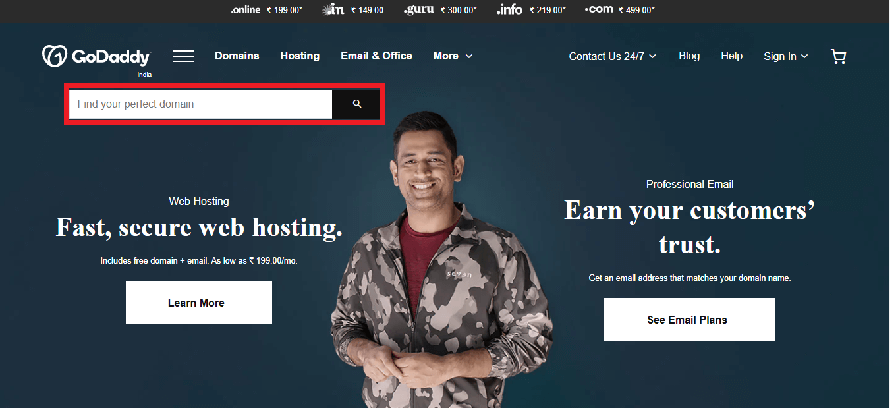 .online ₹ 199.00* .in ₹ 149.00 .guru ₹ 300.00* .info ₹ 219.00* .com ₹ 499.00*
GoDaddy Domains Hosting Email & Office More Contact Us 24/7 Blog Help Sign In
India
Find your perfect domain
Web Hosting
Fast, secure web hosting.
Includes free domain + email. As low as ₹ 199.00/mo.
Learn More
Professional Email
Earn your customers’
trust.
Get an email address that matches your domain name.
See Email Plans
SEVEN